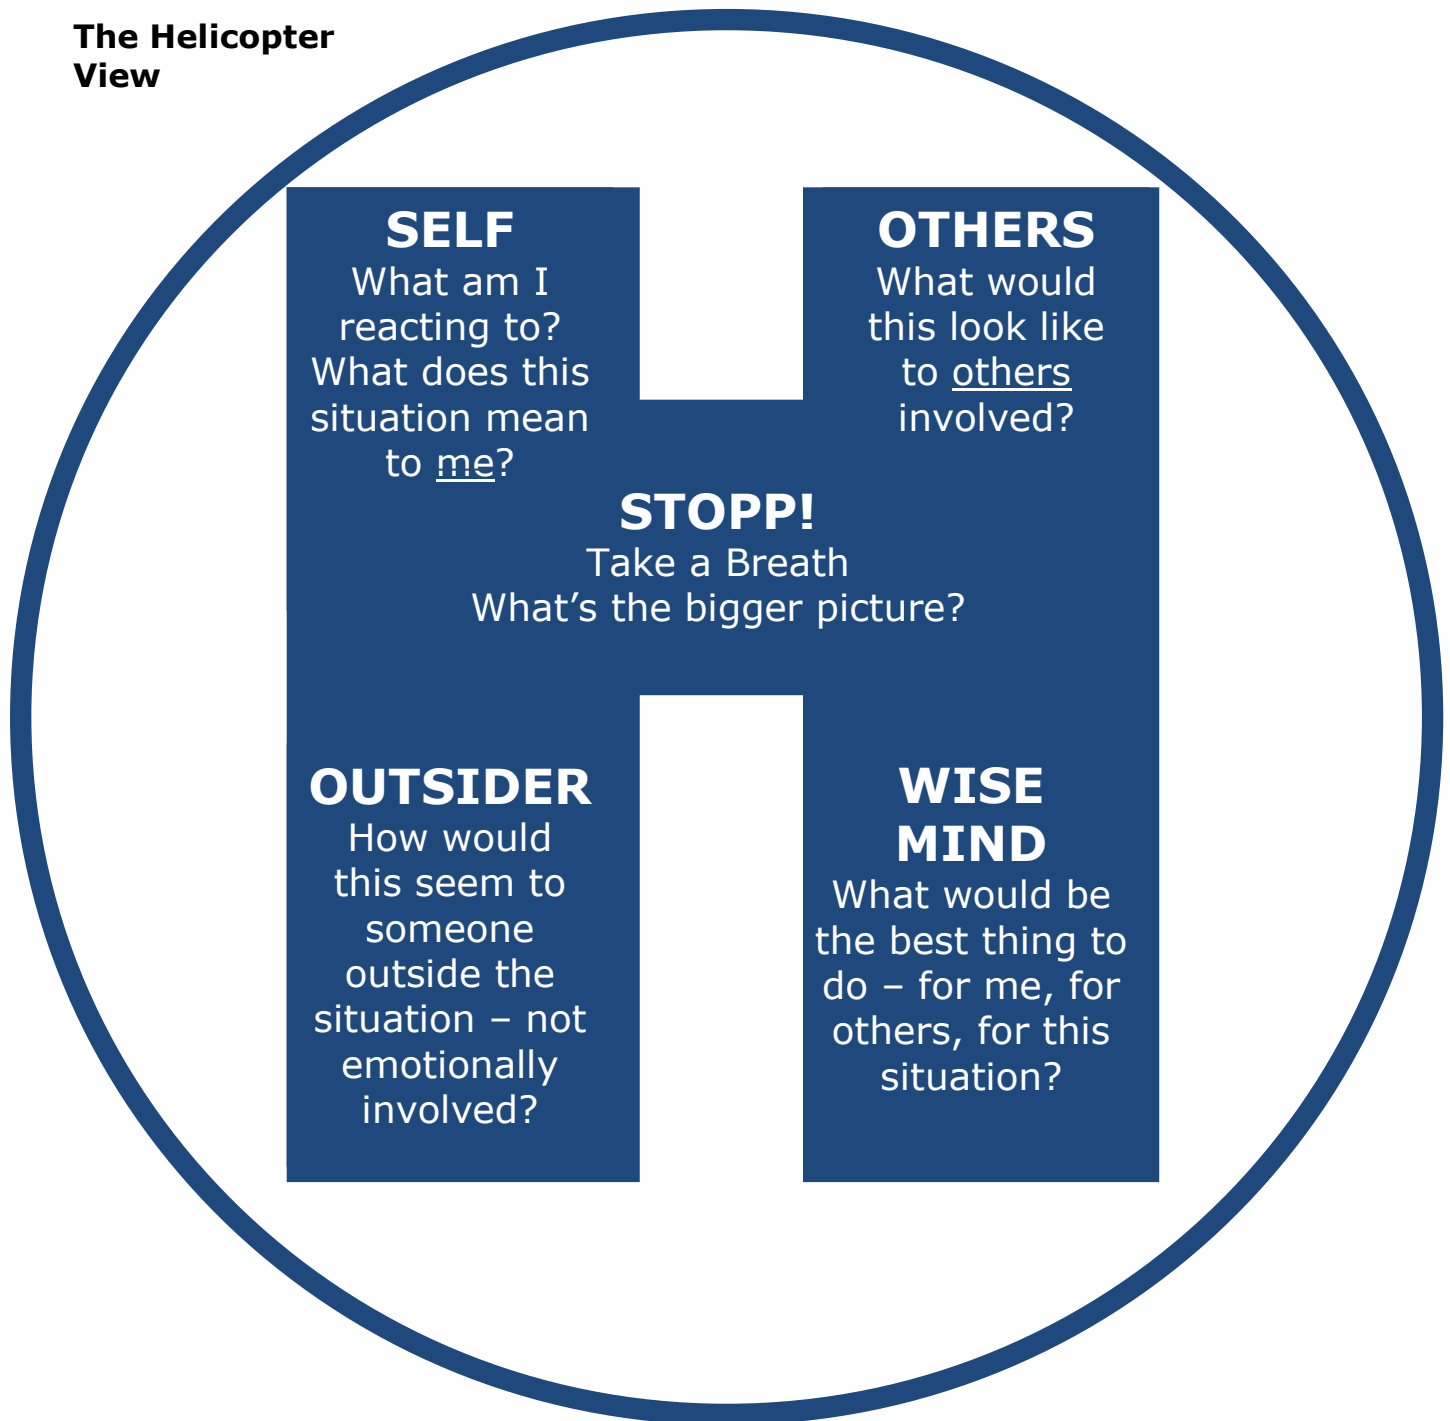 The Helicopter
View
SELF
What am I
reacting to?
What does this
situation mean
to me?
OTHERS
What would
this look like
to others
involved?
STOPP!
Take a Breath
What’s the bigger picture?
OUTSIDER
How would
this seem to
someone
outside the
situation – not
emotionally
involved?
WISE
MIND
What would be
the best thing to
do – for me, for
others, for this
situation?